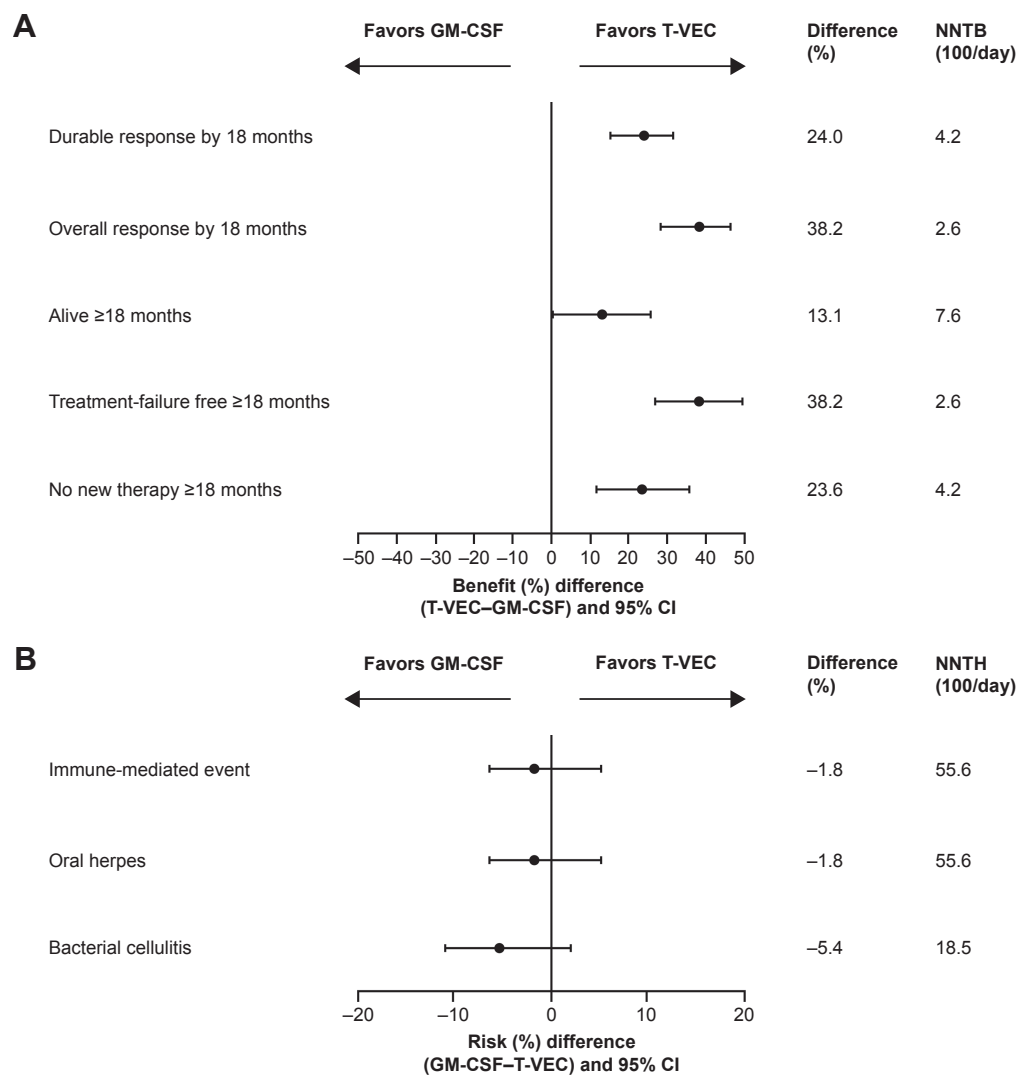 A
Favors GM-CSF
Favors T-VEC
Difference
(%)
NNTB
(100/day)
Durable response by 18 months
24.0
4.2
Overall response by 18 months
38.2
2.6
Alive ≥18 months
13.1
7.6
Treatment-failure free ≥18 months
38.2
2.6
No new therapy ≥18 months
23.6
4.2
–50 –40 –30 –20 –10 0 10 20 30 40 50
Benefit (%) difference
(T-VEC–GM-CSF) and 95% CI
B
Favors GM-CSF
Favors T-VEC
Difference
(%)
NNTH
(100/day)
Immune-mediated event
–1.8
55.6
Oral herpes
–1.8
55.6
Bacterial cellulitis
–5.4
18.5
–20 –10 0 10 20
Risk (%) difference
(GM-CSF–T-VEC) and 95% CI